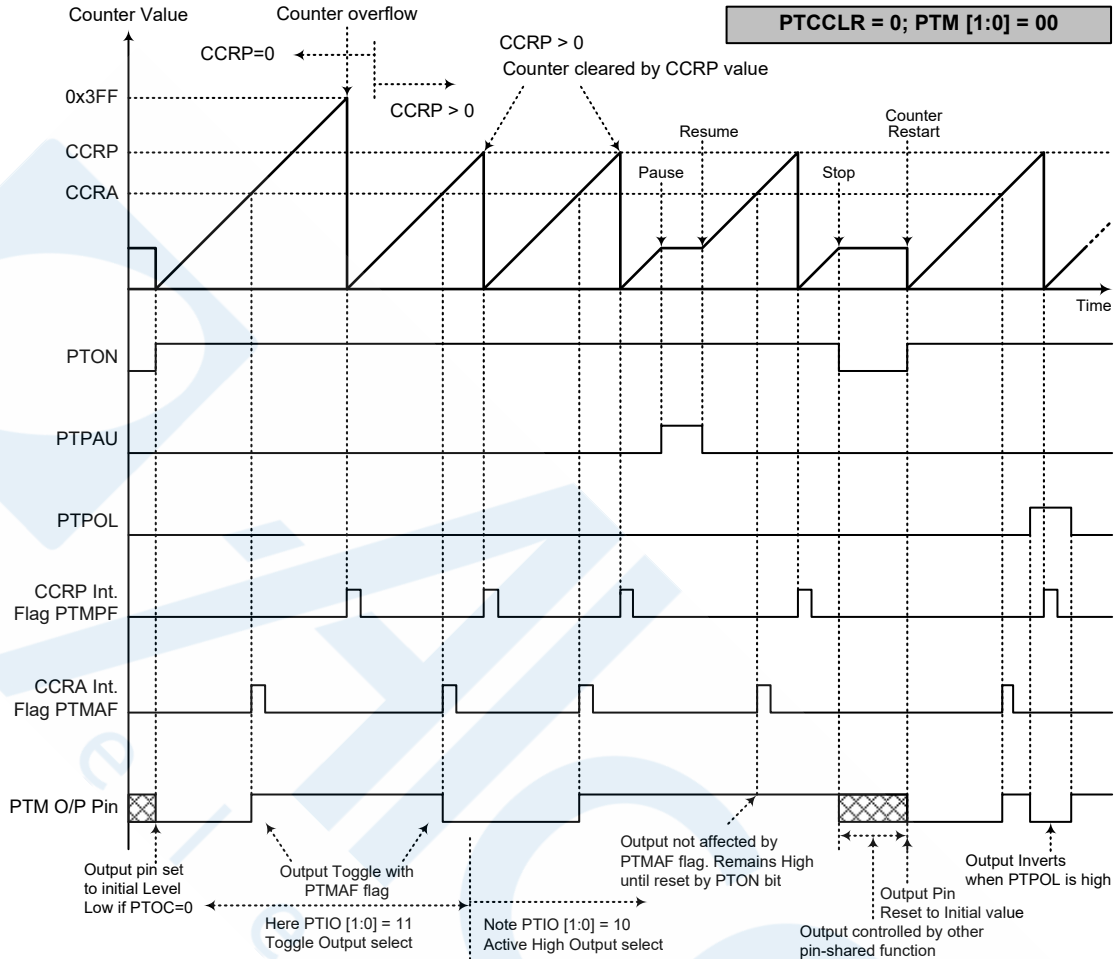 Counter Value
Counter overflow
PTCCLR = 0; PTM [1:0] = 00
CCRP=0
CCRP > 0
CCRP > 0
Counter cleared by CCRP value
0x3FF
CCRP
CCRA
Pause
Resume
Stop
Counter
Restart
Time
PTON
PTPAU
PTPOL
CCRP Int.
Flag PTMPF
CCRA Int.
Flag PTMAF
PTM O/P Pin
Output pin set
to initial Level
Low if PTOC=0
Output Toggle with
PTMAF flag
Here PTIO [1:0] = 11
Toggle Output select
Note PTIO [1:0] = 10
Active High Output select
Output not affected by
PTMAF flag. Remains High
until reset by PTON bit
Output Pin
Reset to Initial value
Output controlled by other
pin-shared function
Output Inverts
when PTPOL is high